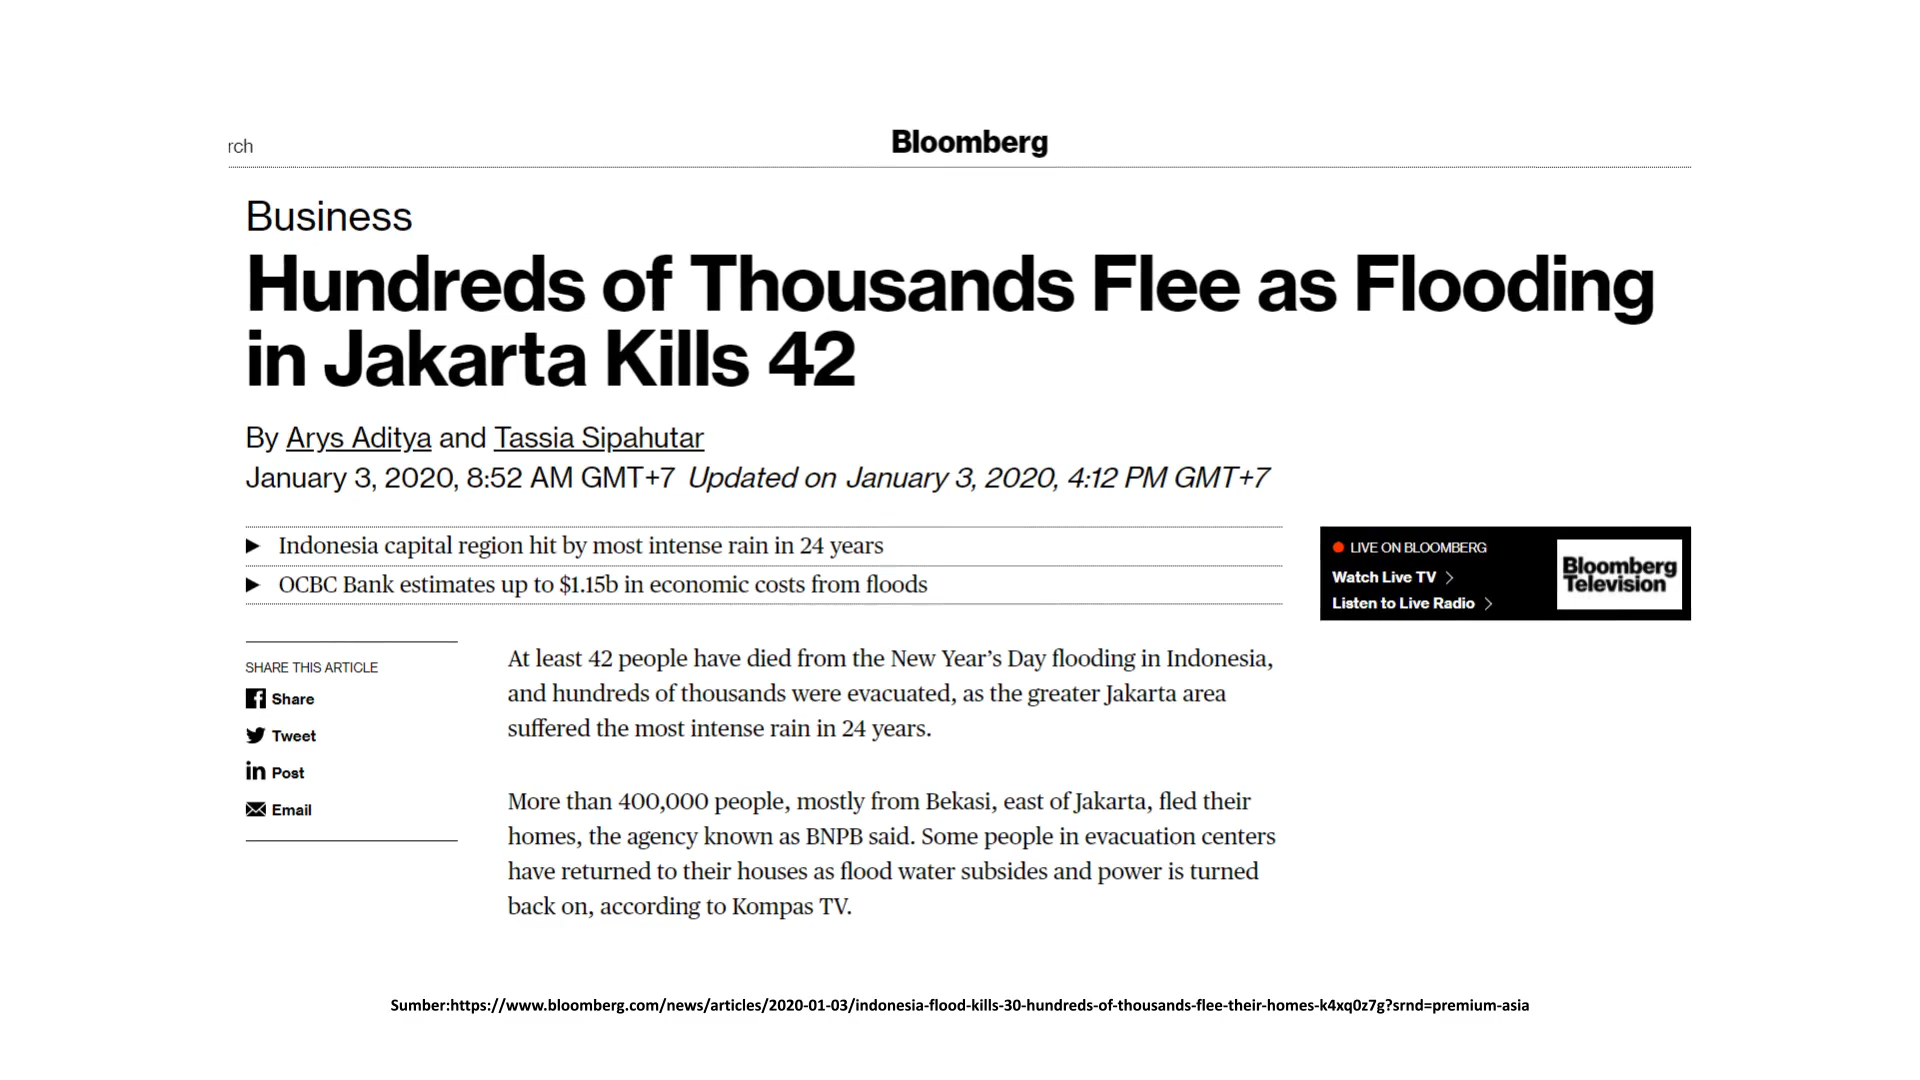 rch
Bloomberg
Business
Hundreds of Thousands Flee as Flooding
in Jakarta Kills 42
By Arys Aditya and Tassia Sipahutar
January 3, 2020, 8:52 AM GMT+7 Updated on January 3, 2020, 4:12 PM GMT+7
Indonesia capital region hit by most intense rain in 24 years
OCBC Bank estimates up to $1.15b in economic costs from floods
LIVE ON BLOOMBERG
Watch Live TV
Listen to Live Radio
Bloomberg
Television
SHARE THIS ARTICLE
Share
Tweet
Post
Email
At least 42 people have died from the New Year’s Day flooding in Indonesia,
and hundreds of thousands were evacuated, as the greater Jakarta area
suffered the most intense rain in 24 years.
More than 400,000 people, mostly from Bekasi, east of Jakarta, fled their
homes, the agency known as BNPB said. Some people in evacuation centers
have returned to their houses as flood water subsides and power is turned
back on, according to Kompas TV.
Sumber:https://www.bloomberg.com/news/articles/2020-01-03/indonesia-flood-kills-30-hundreds-of-thousands-flee-their-homes-k4xq0z7g?srnd=premium-asia